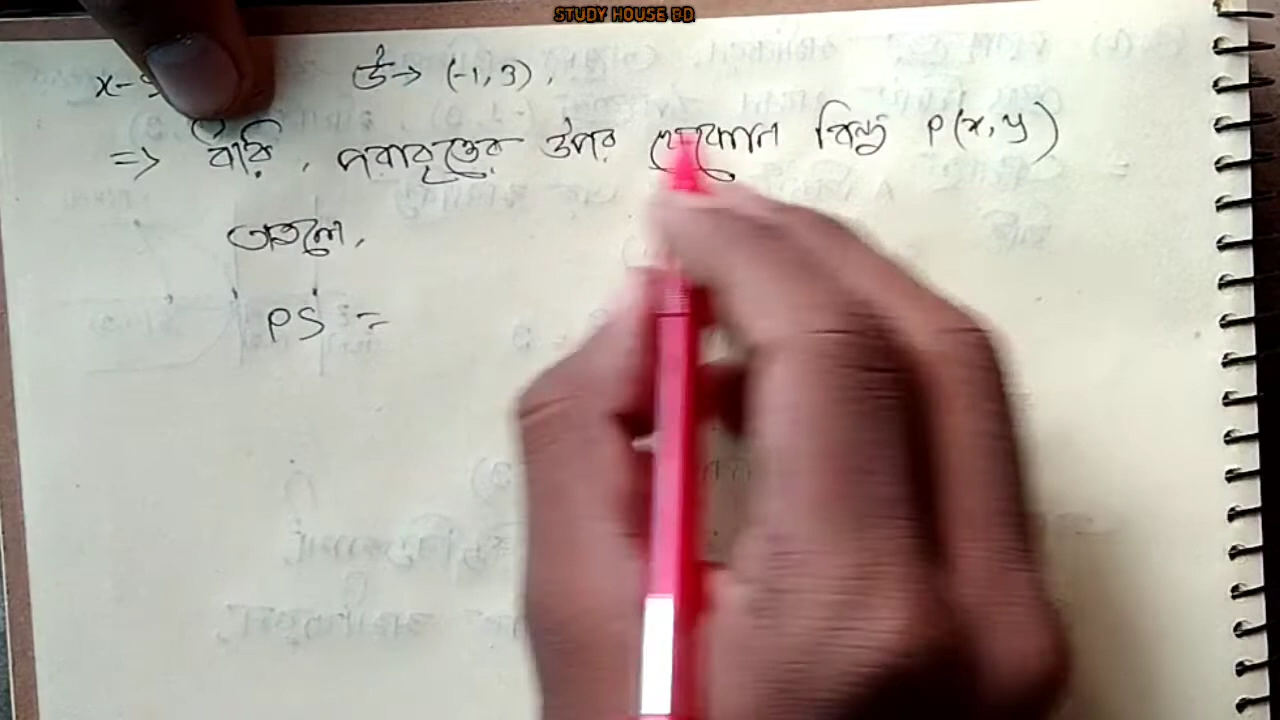 STUDY HOUSE BD
x- উঃ→ (-1, 3),
=> ধরি, পরাবৃত্তের উপর যেকোন বিন্দু P(x,y)
তাহলে,
PS =